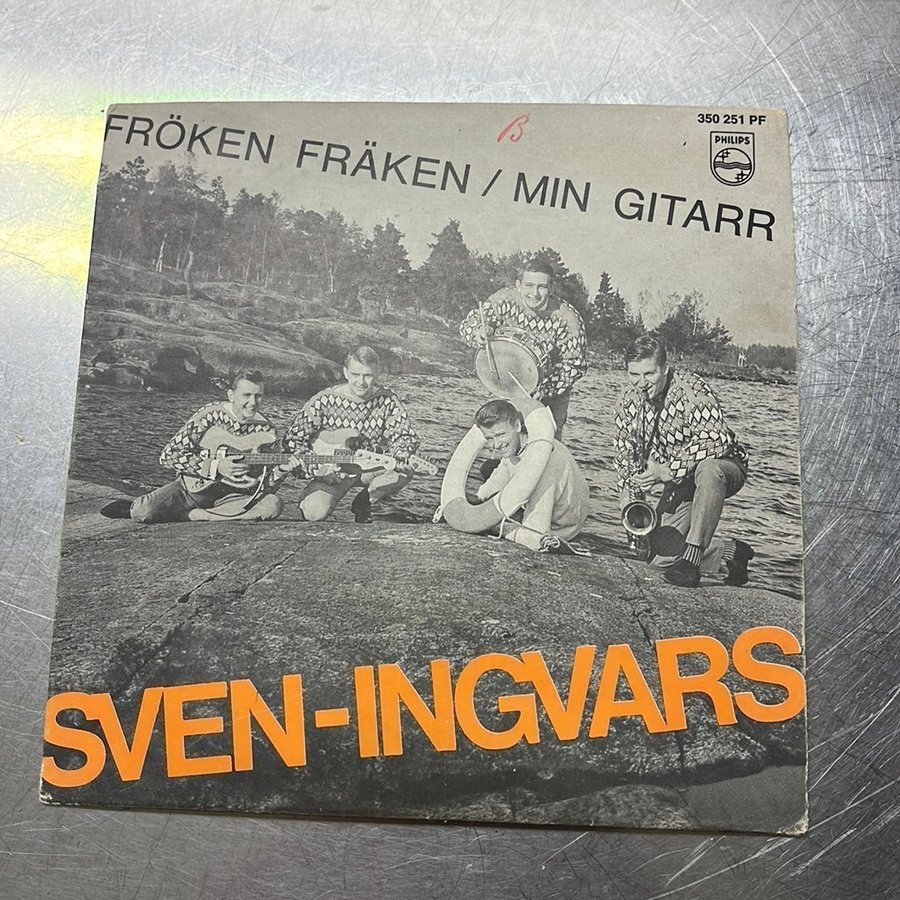 350 251 PF
PHILIPS
B
FRÖKEN FRÄKEN / MIN GITARR
SVEN-INGVARS